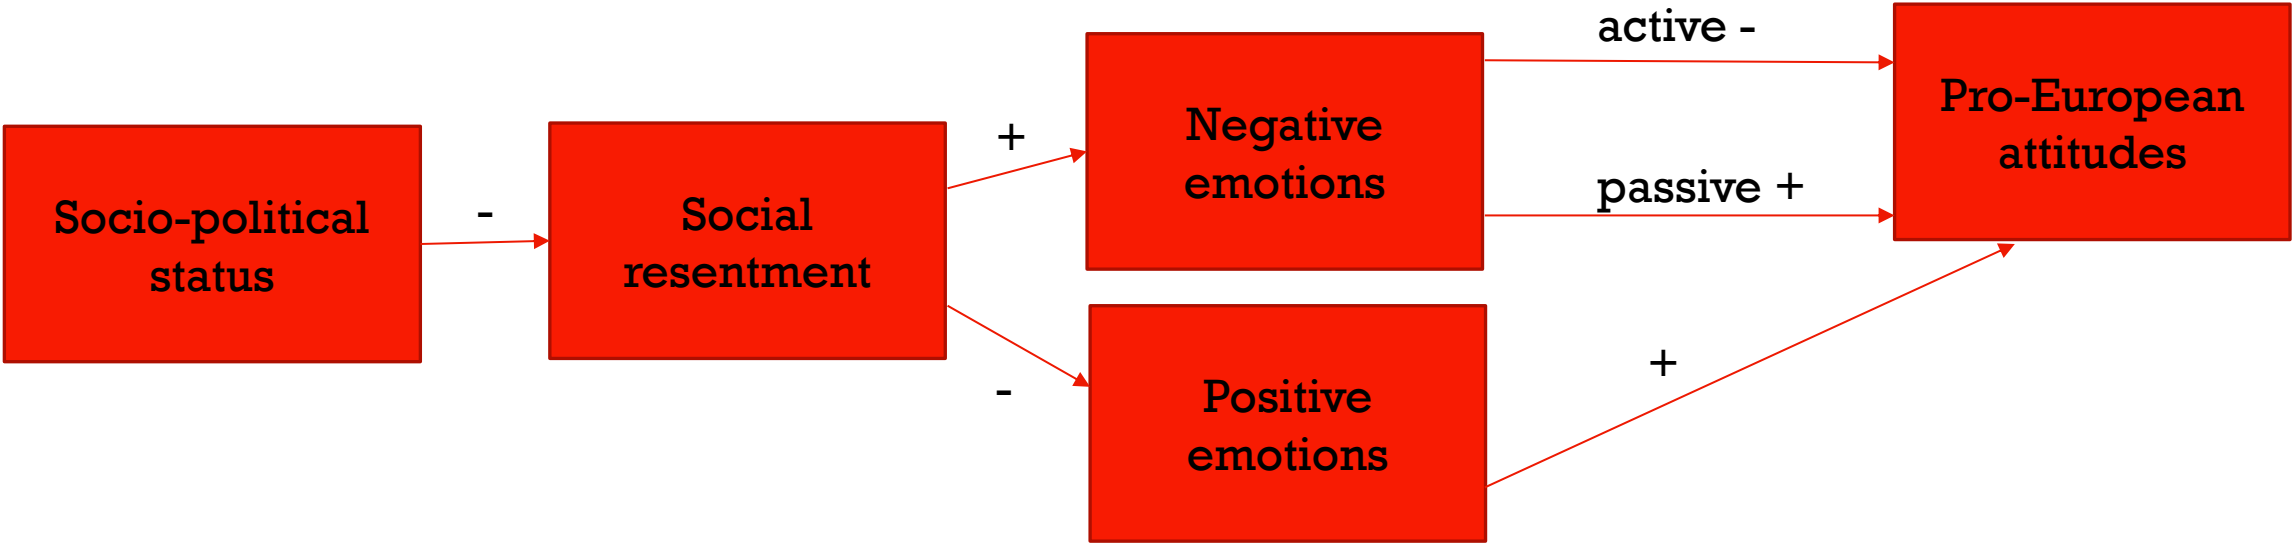 Socio-political
status
-
Social
resentment
+
-
Negative
emotions
Positive
emotions
active -
passive +
+
Pro-European
attitudes